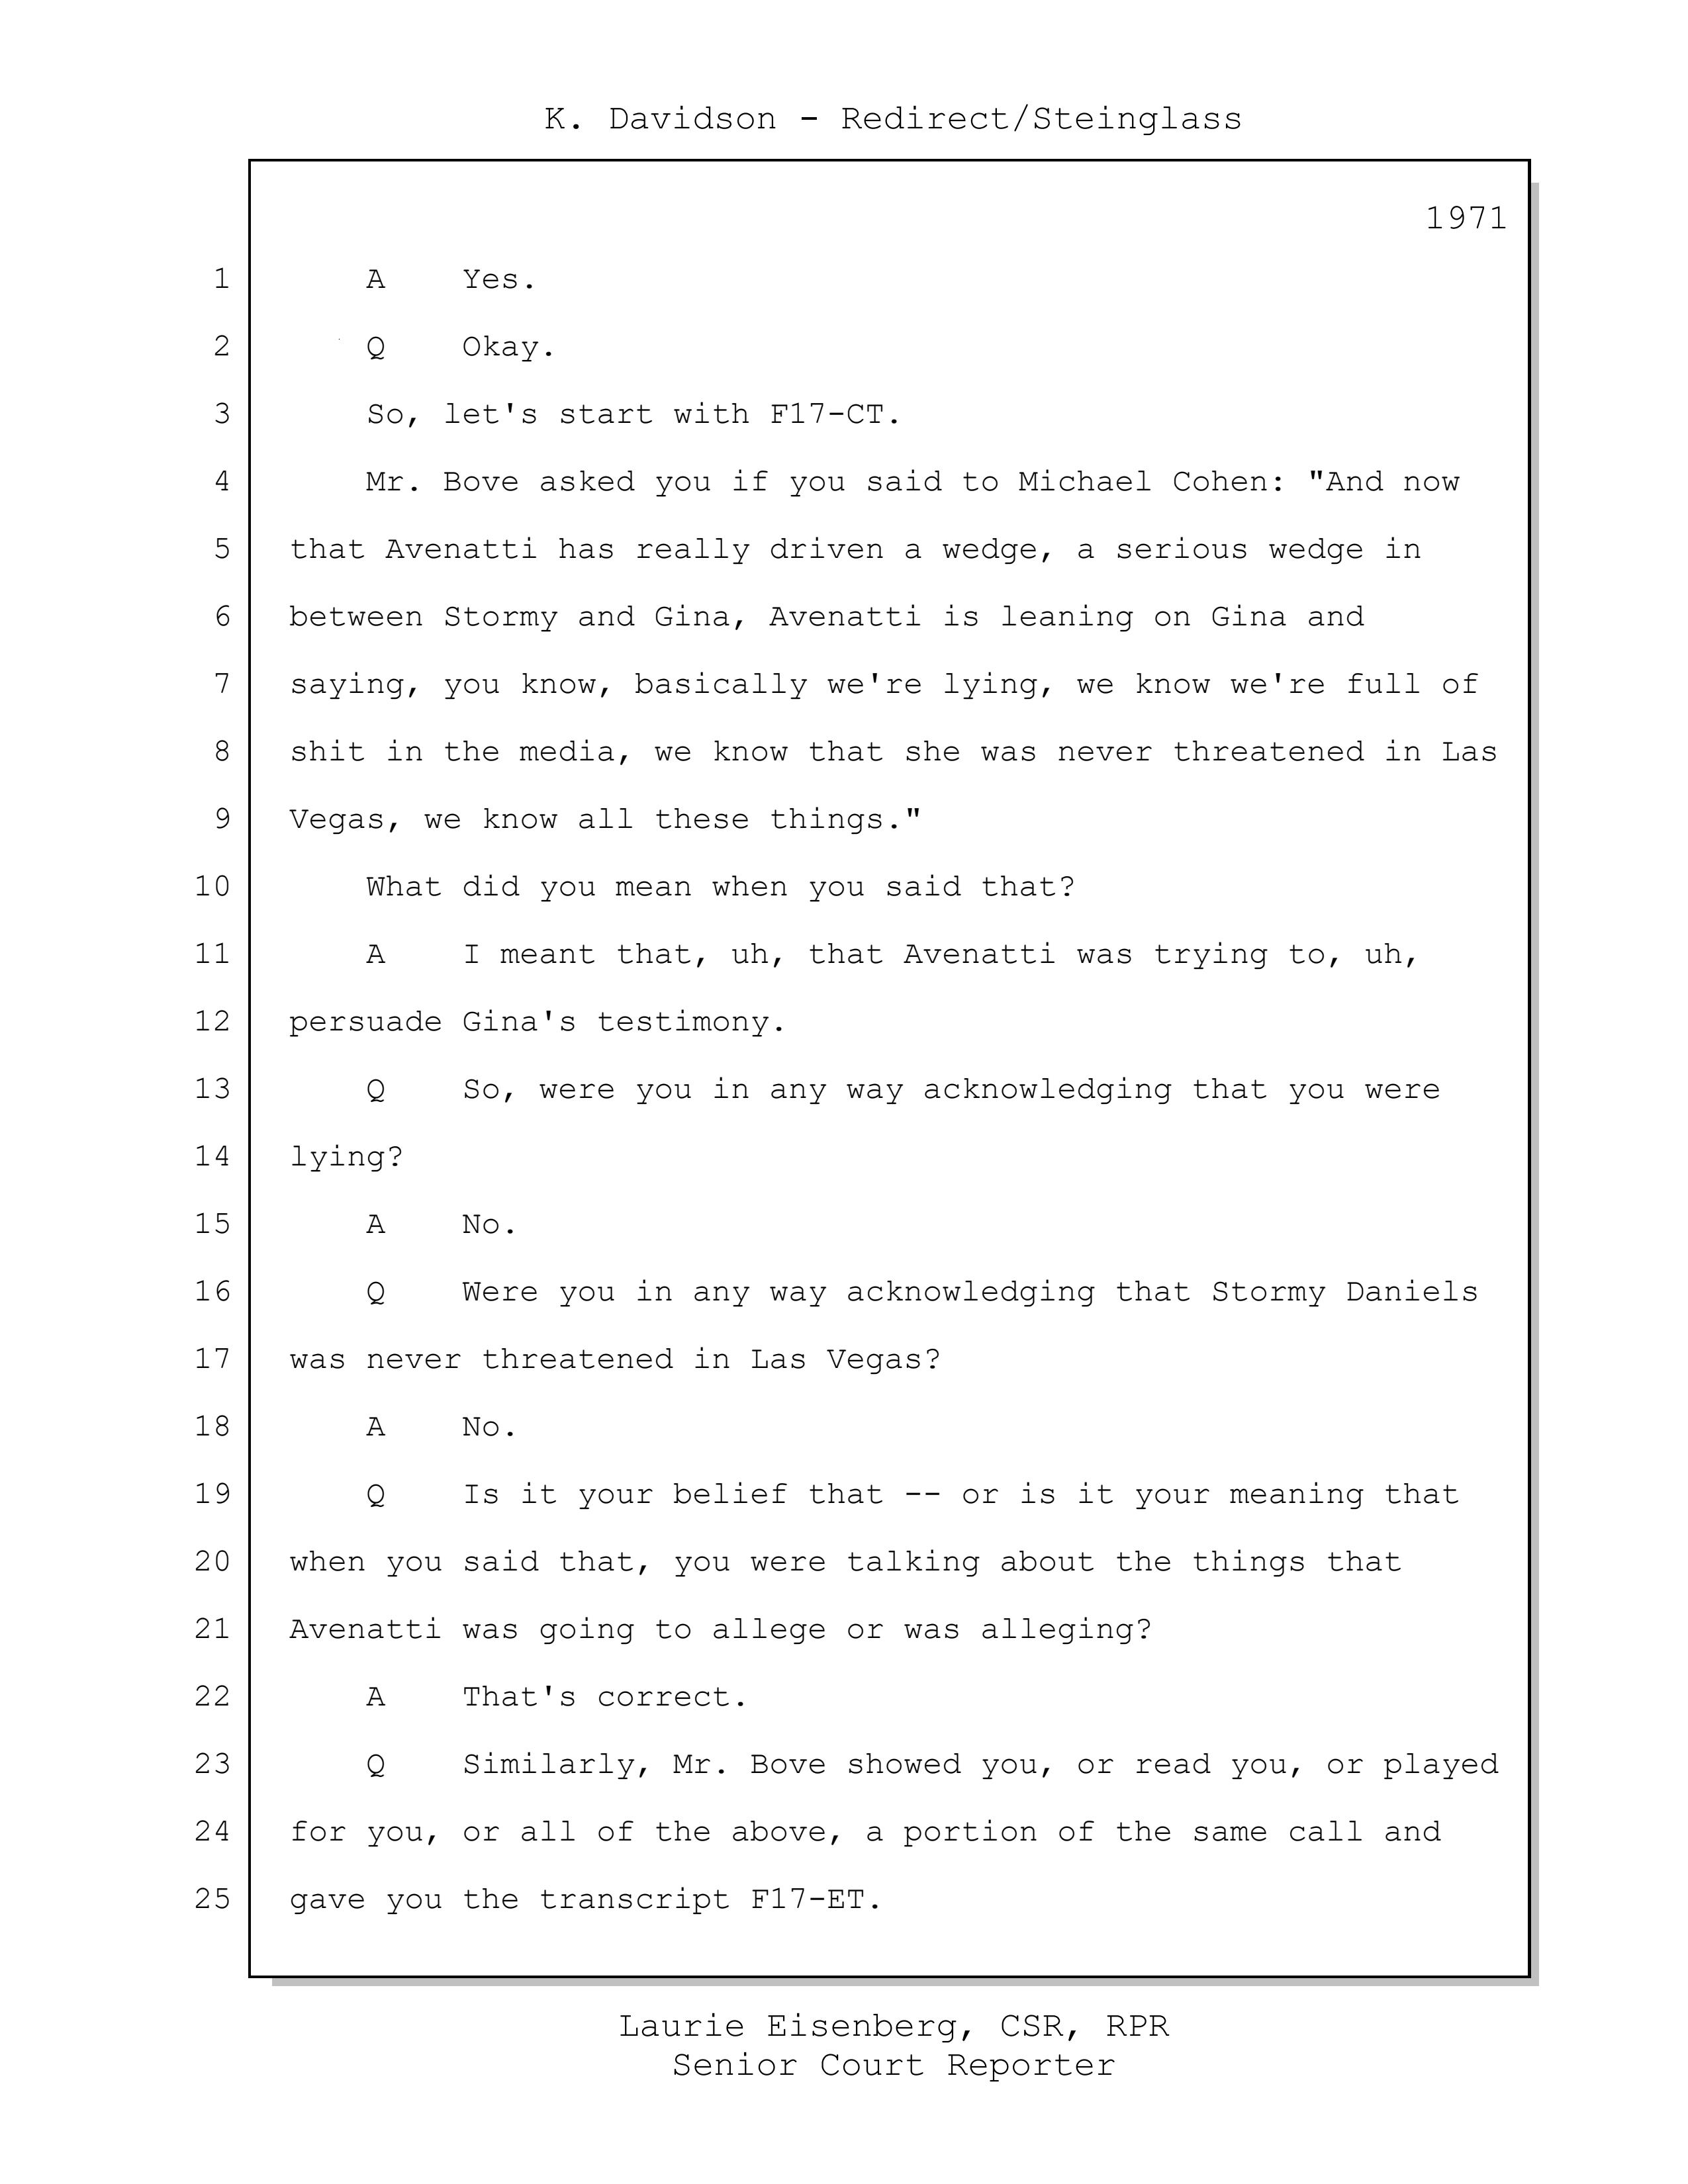 K. Davidson - Redirect/Steinglass
1971
1 A Yes.
2 Q Okay.
3 So, let's start with F17-CT.
4 Mr. Bove asked you if you said to Michael Cohen: "And now
5 that Avenatti has really driven a wedge, a serious wedge in
6 between Stormy and Gina, Avenatti is leaning on Gina and
7 saying, you know, basically we're lying, we know we're full of
8 shit in the media, we know that she was never threatened in Las
9 Vegas, we know all these things."
10 What did you mean when you said that?
11 A I meant that, uh, that Avenatti was trying to, uh,
12 persuade Gina's testimony.
13 Q So, were you in any way acknowledging that you were
14 lying?
15 A No.
16 Q Were you in any way acknowledging that Stormy Daniels
17 was never threatened in Las Vegas?
18 A No.
19 Q Is it your belief that -- or is it your meaning that
20 when you said that, you were talking about the things that
21 Avenatti was going to allege or was alleging?
22 A That's correct.
23 Q Similarly, Mr. Bove showed you, or read you, or played
24 for you, or all of the above, a portion of the same call and
25 gave you the transcript F17-ET.
Laurie Eisenberg, CSR, RPR
Senior Court Reporter